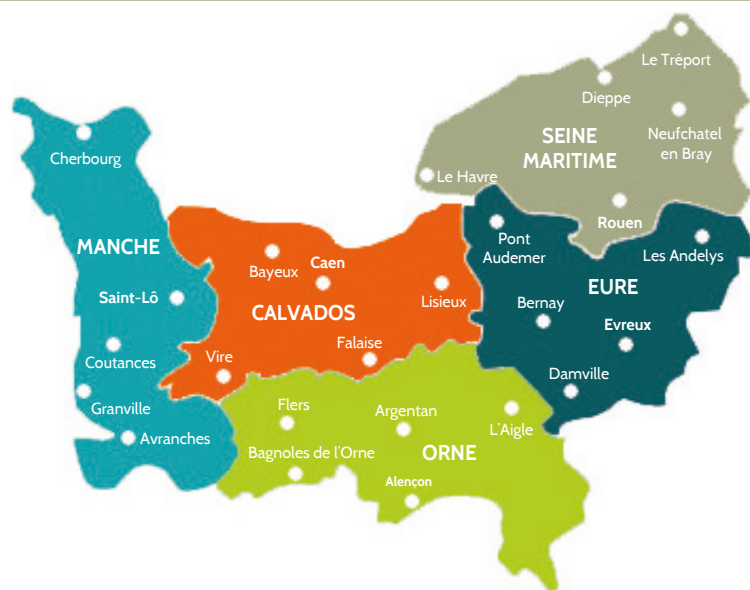 Le Tréport
Dieppe
SEINE
MARITIME
Neufchatel
en Bray
Cherbourg
Le Havre
Rouen
MANCHE
Pont
Audemer
Les Andelys
Bayeux
Caen
EURE
Saint-Lô
CALVADOS
Lisieux
Bernay
Evreux
Coutances
Vire
Falaise
Damville
Granville
Flers
Argentan
L'Aigle
Avranches
Bagnoles de l'Orne
ORNE
Alençon